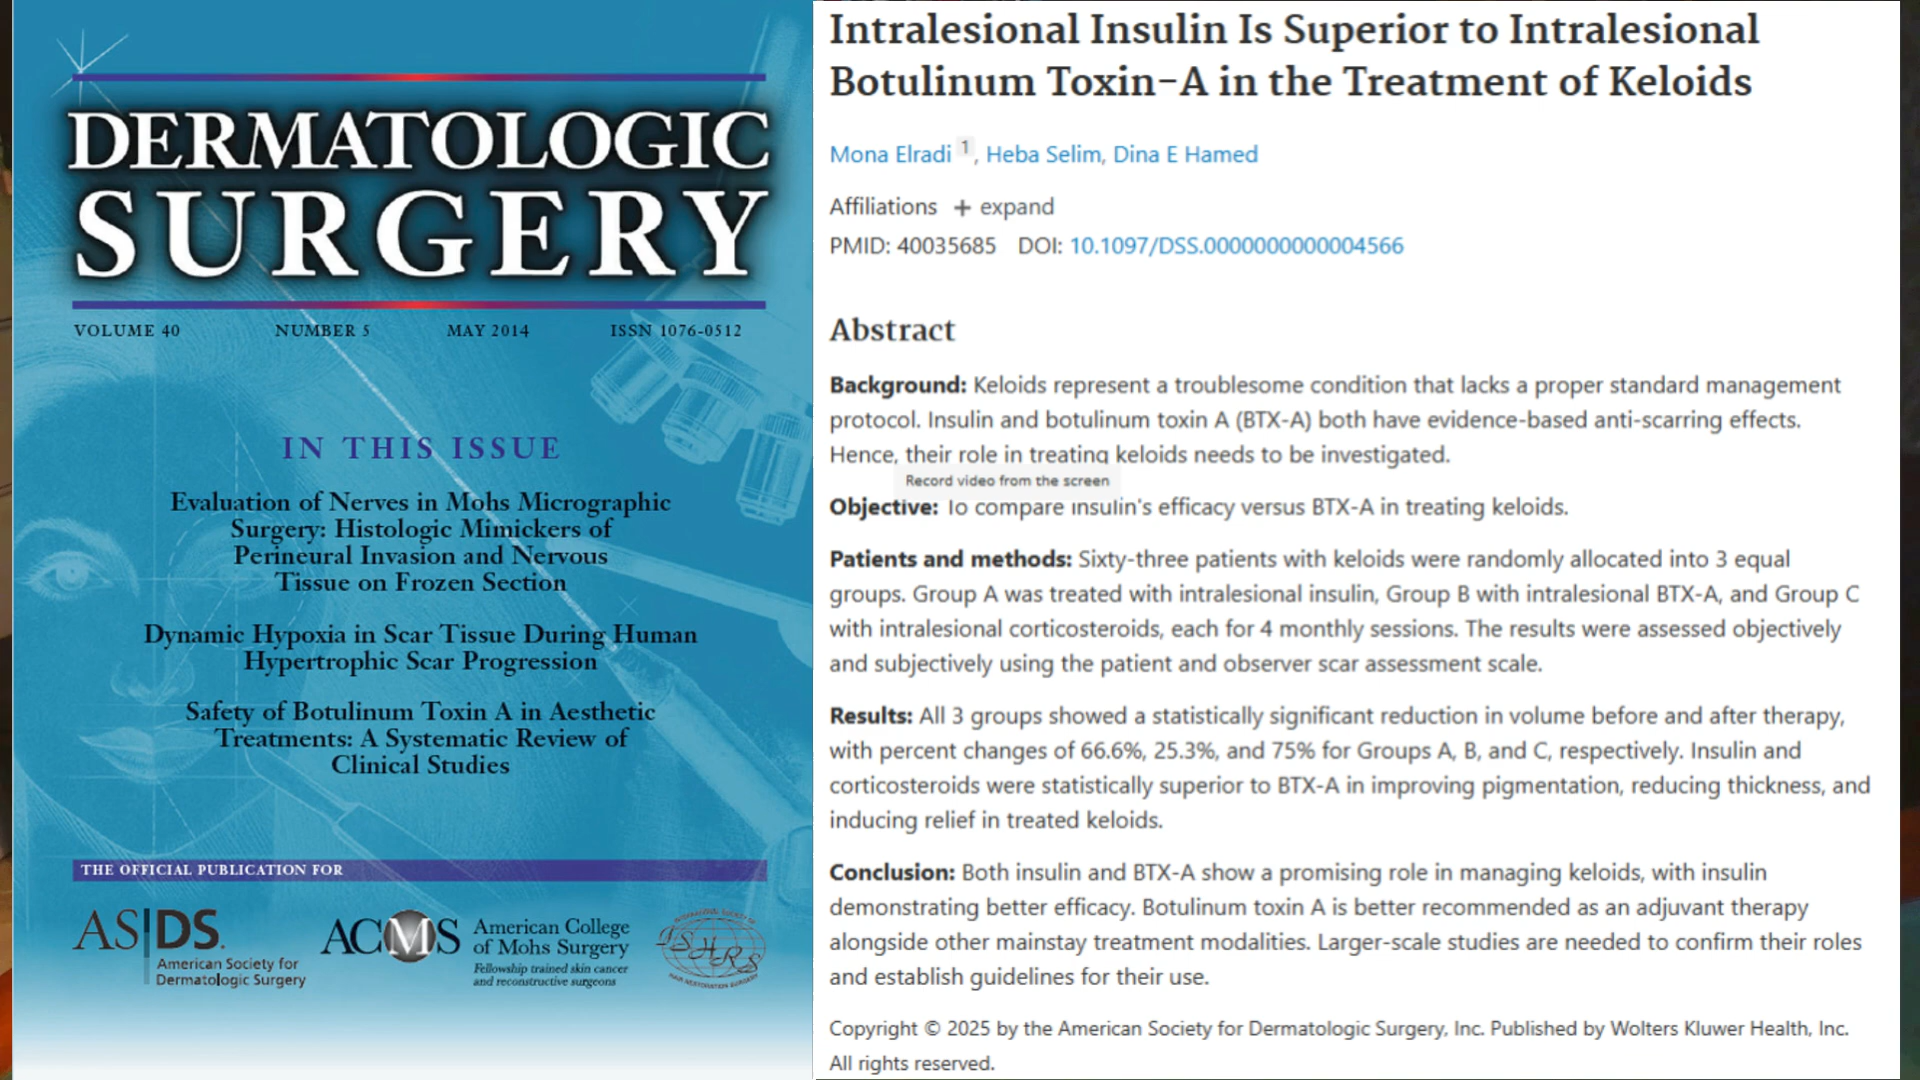 DERMATOLOGIC
SURGERY
VOLUME 40 NUMBER 5 MAY 2014 ISSN 1076-0512
IN THIS ISSUE
Evaluation of Nerves in Mohs Micrographic
Surgery: Histologic Mimickers of
Perineural Invasion and Nervous
Tissue on Frozen Section
Dynamic Hypoxia in Scar Tissue During Human
Hypertrophic Scar Progression
Safety of Botulinum Toxin A in Aesthetic
Treatments: A Systematic Review of
Clinical Studies
THE OFFICIAL PUBLICATION FOR
ASDS.
American Society for
Dermatologic Surgery
ACMS
American College
of Mohs Surgery
Fellowship trained skin cancer
and reconstructive surgeons
ISHRS
Intralesional Insulin Is Superior to Intralesional
Botulinum Toxin-A in the Treatment of Keloids
Mona Elradi 1, Heba Selim, Dina E Hamed
Affiliations + expand
PMID: 40035685 DOI: 10.1097/DSS.0000000000004566
Abstract
Background: Keloids represent a troublesome condition that lacks a proper standard management
protocol. Insulin and botulinum toxin A (BTX-A) both have evidence-based anti-scarring effects.
Hence, their role in treating keloids needs to be investigated.
Record video from the screen
Objective: To compare insulin's efficacy versus BTX-A in treating keloids.
Patients and methods: Sixty-three patients with keloids were randomly allocated into 3 equal
groups. Group A was treated with intralesional insulin, Group B with intralesional BTX-A, and Group C
with intralesional corticosteroids, each for 4 monthly sessions. The results were assessed objectively
and subjectively using the patient and observer scar assessment scale.
Results: All 3 groups showed a statistically significant reduction in volume before and after therapy,
with percent changes of 66.6%, 25.3%, and 75% for Groups A, B, and C, respectively. Insulin and
corticosteroids were statistically superior to BTX-A in improving pigmentation, reducing thickness, and
inducing relief in treated keloids.
Conclusion: Both insulin and BTX-A show a promising role in managing keloids, with insulin
demonstrating better efficacy. Botulinum toxin A is better recommended as an adjuvant therapy
alongside other mainstay treatment modalities. Larger-scale studies are needed to confirm their roles
and establish guidelines for their use.
Copyright © 2025 by the American Society for Dermatologic Surgery, Inc. Published by Wolters Kluwer Health, Inc.
All rights reserved.